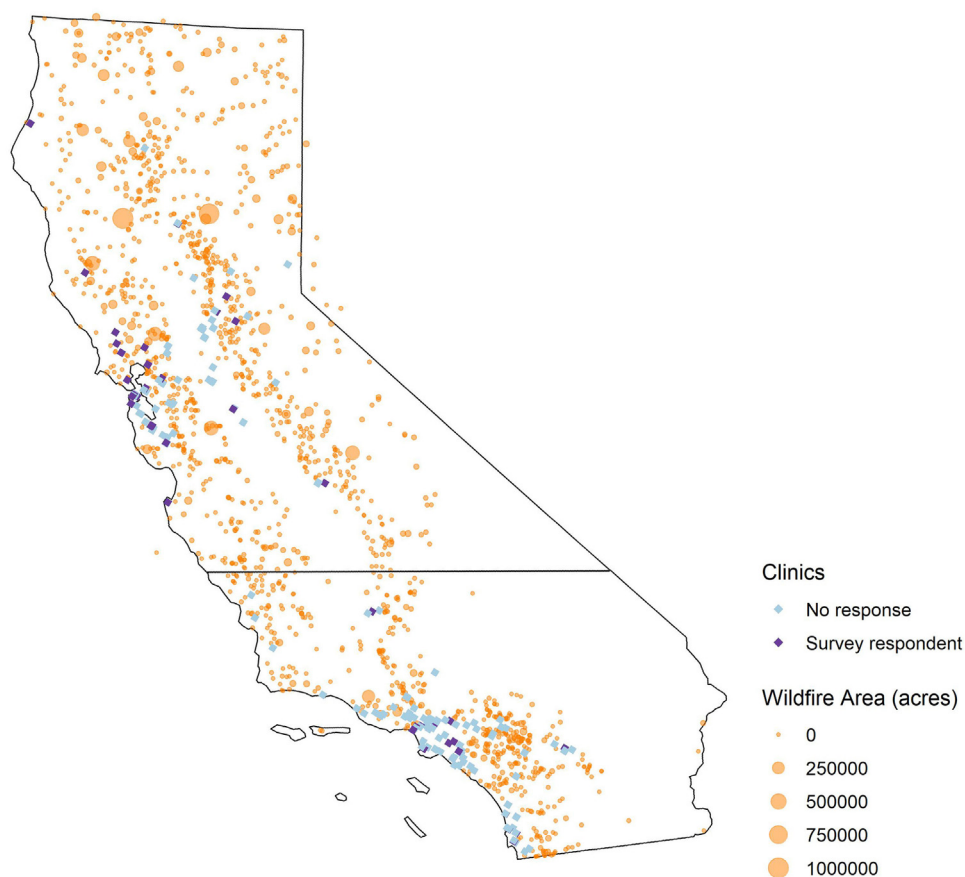 Clinics
No response
Survey respondent
Wildfire Area (acres)
0
250000
500000
750000
1000000